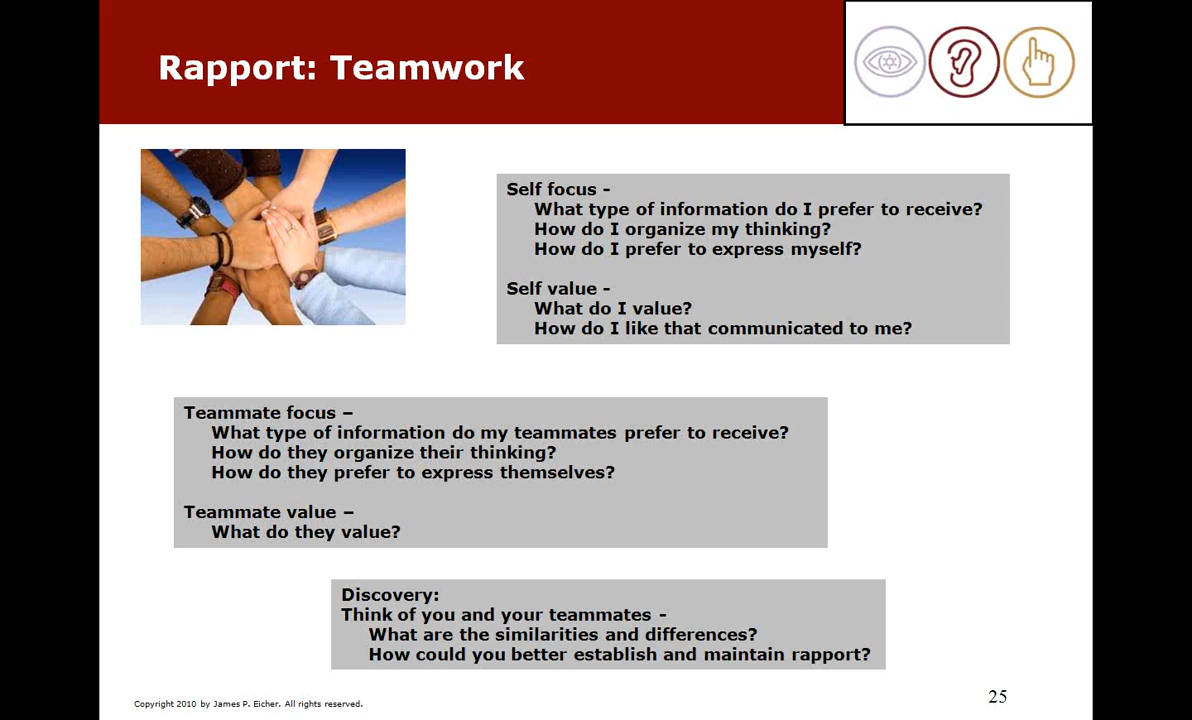 Rapport: Teamwork
Self focus -
What type of information do I prefer to receive?
How do I organize my thinking?
How do I prefer to express myself?
Self value -
What do I value?
How do I like that communicated to me?
Teammate focus –
What type of information do my teammates prefer to receive?
How do they organize their thinking?
How do they prefer to express themselves?
Teammate value –
What do they value?
Discovery:
Think of you and your teammates -
What are the similarities and differences?
How could you better establish and maintain rapport?
Copyright 2010 by James P. Eicher. All rights reserved.
25